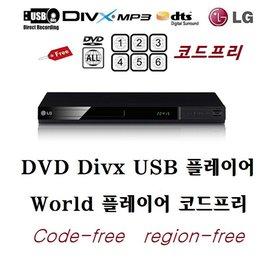 USB DIVX MP3 dts LG
Direct Recording Digital Surround
1 2 3
+Free DVD 코드프리
ALL 4 5 6
LG
DVD Divx USB 플레이어
World 플레이어 코드프리
Code-free region-free